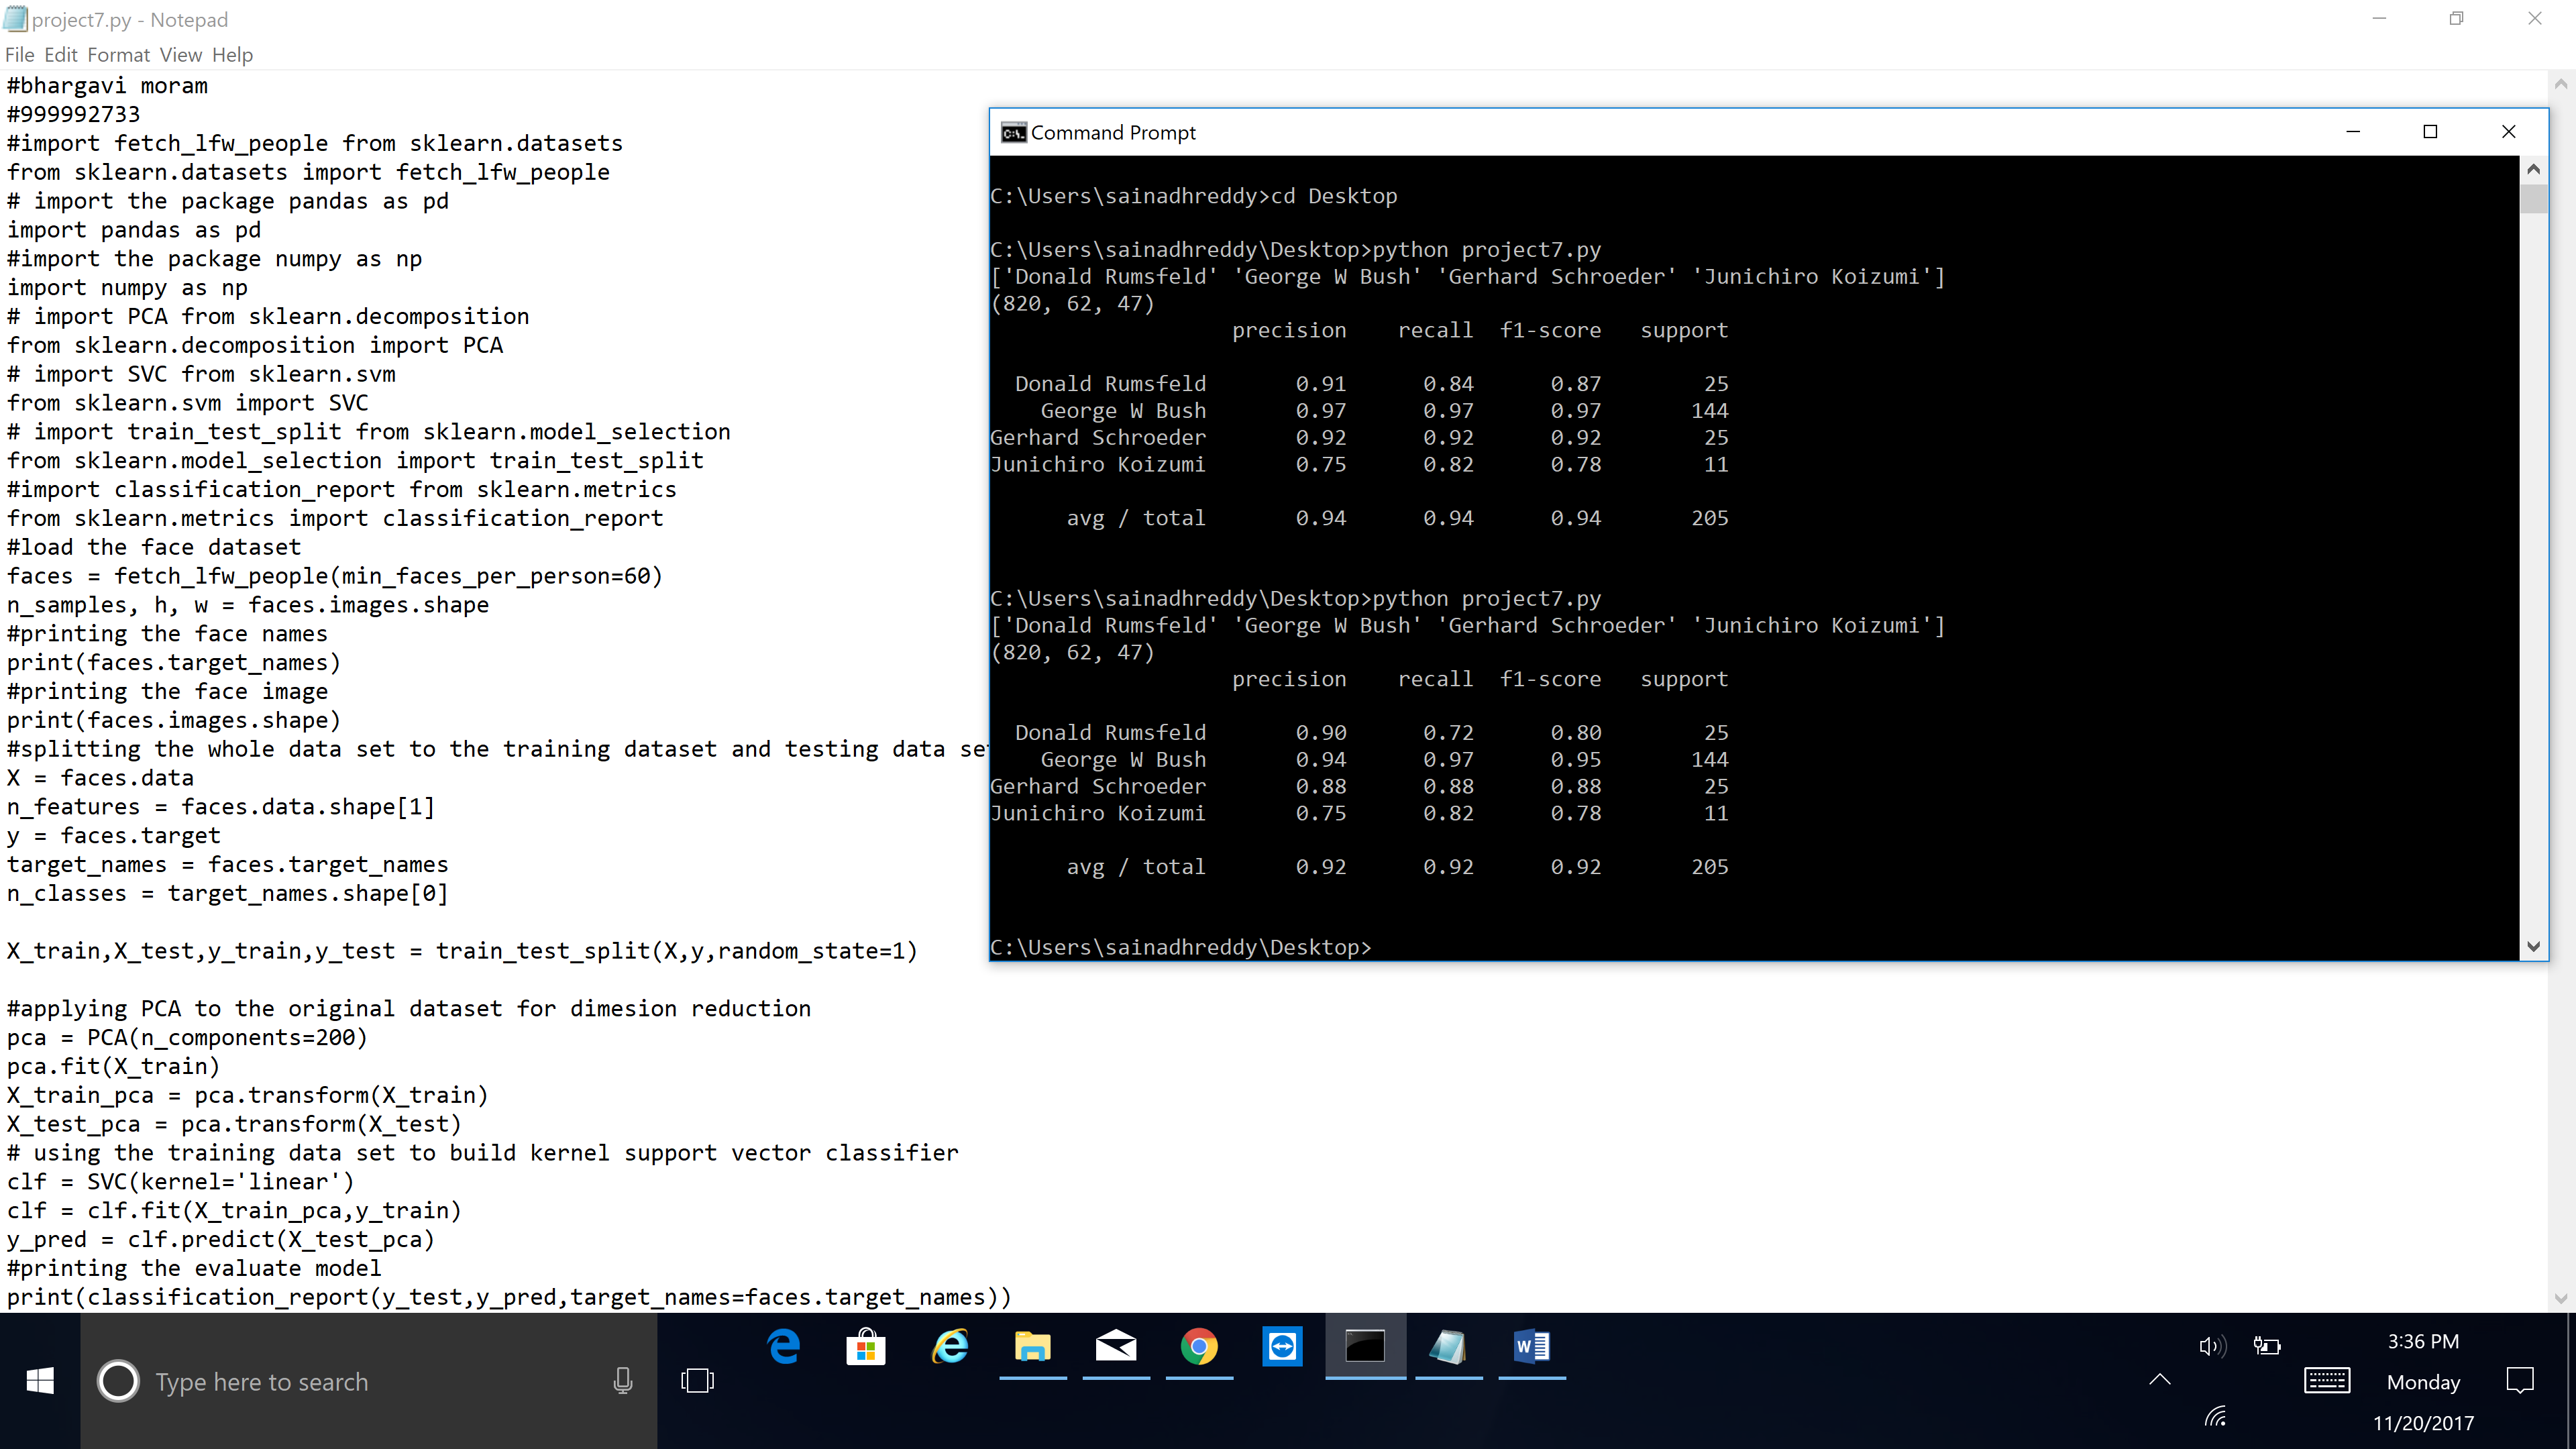 project7.py - Notepad
File Edit Format View Help
#bhargavi moram
#999992733
#import fetch_lfw_people from sklearn.datasets
from sklearn.datasets import fetch_lfw_people
# import the package pandas as pd
import pandas as pd
#import the package numpy as np
import numpy as np
# import PCA from sklearn.decomposition
from sklearn.decomposition import PCA
# import SVC from sklearn.svm
from sklearn.svm import SVC
# import train_test_split from sklearn.model_selection
from sklearn.model_selection import train_test_split
#import classification_report from sklearn.metrics
from sklearn.metrics import classification_report
#load the face dataset
faces = fetch_lfw_people(min_faces_per_person=60)
n_samples, h, w = faces.images.shape
#printing the face names
print(faces.target_names)
#printing the face image
print(faces.images.shape)
#splitting the whole data set to the training dataset and testing data se
X = faces.data
n_features = faces.data.shape[1]
y = faces.target
target_names = faces.target_names
n_classes = target_names.shape[0]
X_train,X_test,y_train,y_test = train_test_split(X,y,random_state=1)
#applying PCA to the original dataset for dimesion reduction
pca = PCA(n_components=200)
pca.fit(X_train)
X_train_pca = pca.transform(X_train)
X_test_pca = pca.transform(X_test)
# using the training data set to build kernel support vector classifier
clf = SVC(kernel='linear')
clf = clf.fit(X_train_pca,y_train)
y_pred = clf.predict(X_test_pca)
#printing the evaluate model
print(classification_report(y_test,y_pred,target_names=faces.target_names))
Command Prompt
C:\Users\sainadhreddy>cd Desktop
C:\Users\sainadhreddy\Desktop>python project7.py
['Donald Rumsfeld' 'George W Bush' 'Gerhard Schroeder' 'Junichiro Koizumi']
(820, 62, 47)
precision recall f1-score support
Donald Rumsfeld 0.91 0.84 0.87 25
George W Bush 0.97 0.97 0.97 144
Gerhard Schroeder 0.92 0.92 0.92 25
Junichiro Koizumi 0.75 0.82 0.78 11
avg / total 0.94 0.94 0.94 205
C:\Users\sainadhreddy\Desktop>python project7.py
['Donald Rumsfeld' 'George W Bush' 'Gerhard Schroeder' 'Junichiro Koizumi']
(820, 62, 47)
precision recall f1-score support
Donald Rumsfeld 0.90 0.72 0.80 25
George W Bush 0.94 0.97 0.95 144
Gerhard Schroeder 0.88 0.88 0.88 25
Junichiro Koizumi 0.75 0.82 0.78 11
avg / total 0.92 0.92 0.92 205
C:\Users\sainadhreddy\Desktop>
Type here to search
3:36 PM
Monday
11/20/2017